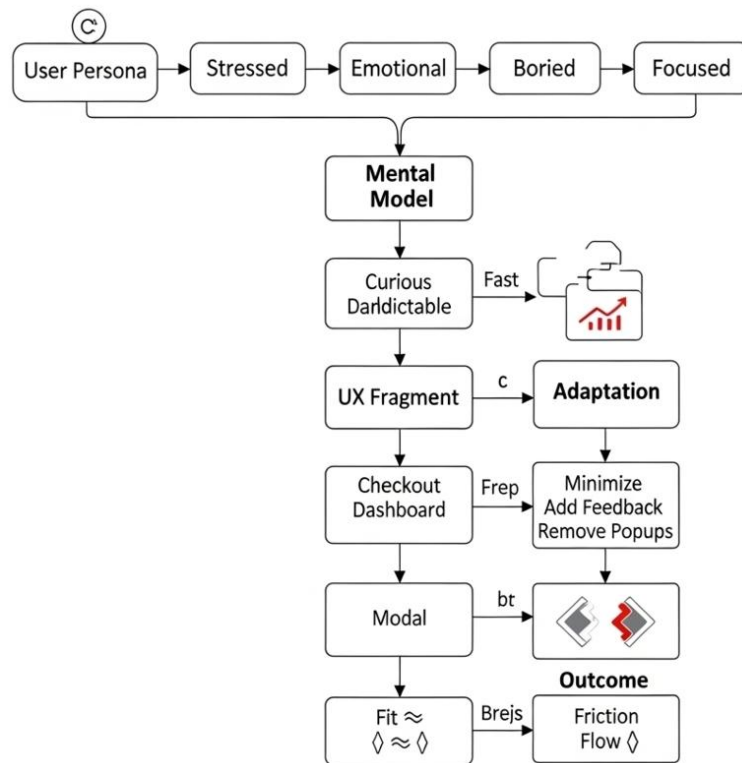 C
User Persona
Stressed
Emotional
Boried
Focused
Mental
Model
Curious
Darldictable
Fast
UX Fragment
c
Adaptation
Checkout
Dashboard
Frep
Minimize
Add Feedback
Remove Popups
Modal
bt
Outcome
Fit ≈
◊ ≈ ◊
Brejs
Friction
Flow ◊